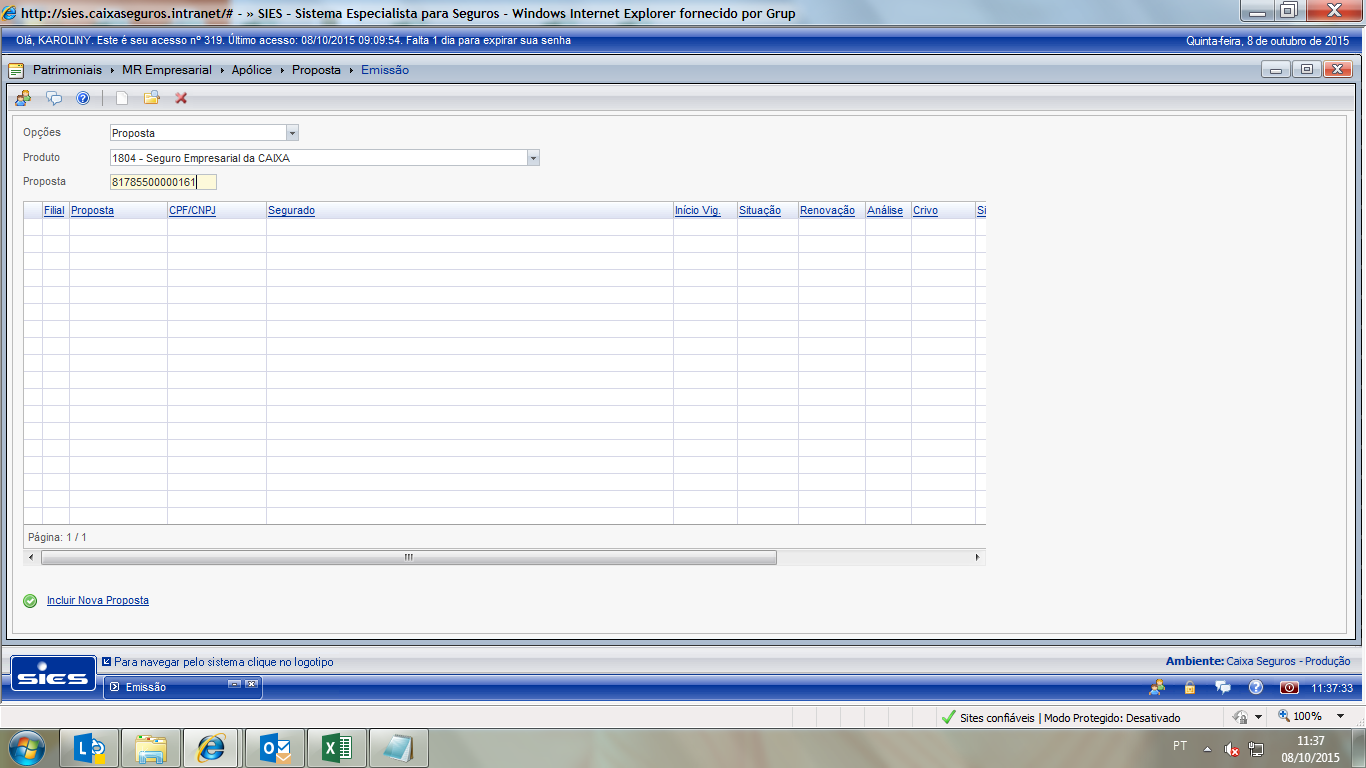 http://sies.caixaseguros.intranet/# - » SIES - Sistema Especialista para Seguros - Windows Internet Explorer fornecido por Grup
Olá, KAROLINY. Este é seu acesso nº 319. Último acesso: 08/10/2015 09:09:54. Falta 1 dia para expirar sua senha
Quinta-feira, 8 de outubro de 2015
Patrimoniais › MR Empresarial › Apólice › Proposta › Emissão
Opções Proposta
Produto 1804 - Seguro Empresarial da CAIXA
Proposta 81785500000161
Filial Proposta CPF/CNPJ Segurado Início Vig. Situação Renovação Análise Crivo Si
Página: 1 / 1
Incluir Nova Proposta
Para navegar pelo sistema clique no logotipo
Ambiente: Caixa Seguros - Produção
sies
Emissão
11:37:33
Sites confiáveis | Modo Protegido: Desativado
100%
PT
11:37
08/10/2015